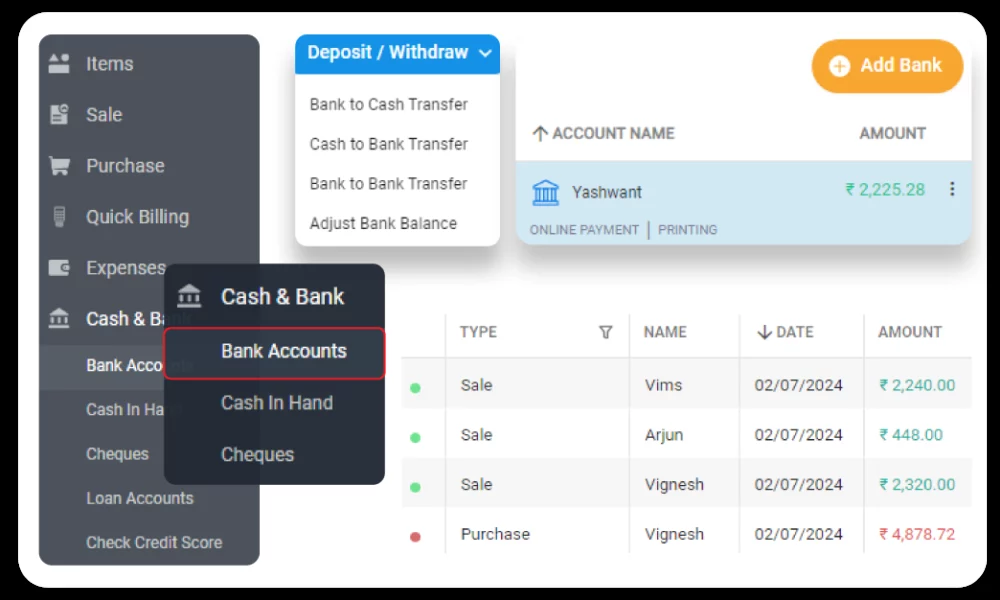 Items
Sale
Purchase
Quick Billing
Expenses
Cash & Ba
Bank Acco
Cash In Ha
Cheques
Loan Accounts
Check Credit Score
Cash & Bank
Bank Accounts
Cash In Hand
Cheques
Deposit / Withdraw
Bank to Cash Transfer
Cash to Bank Transfer
Bank to Bank Transfer
Adjust Bank Balance
Add Bank
ACCOUNT NAME AMOUNT
Yashwant ₹ 2,225.28
ONLINE PAYMENT | PRINTING
TYPE NAME DATE AMOUNT
Sale Vims 02/07/2024 ₹ 2,240.00
Sale Arjun 02/07/2024 ₹ 448.00
Sale Vignesh 02/07/2024 ₹ 2,320.00
Purchase Vignesh 02/07/2024 ₹ 4,878.72